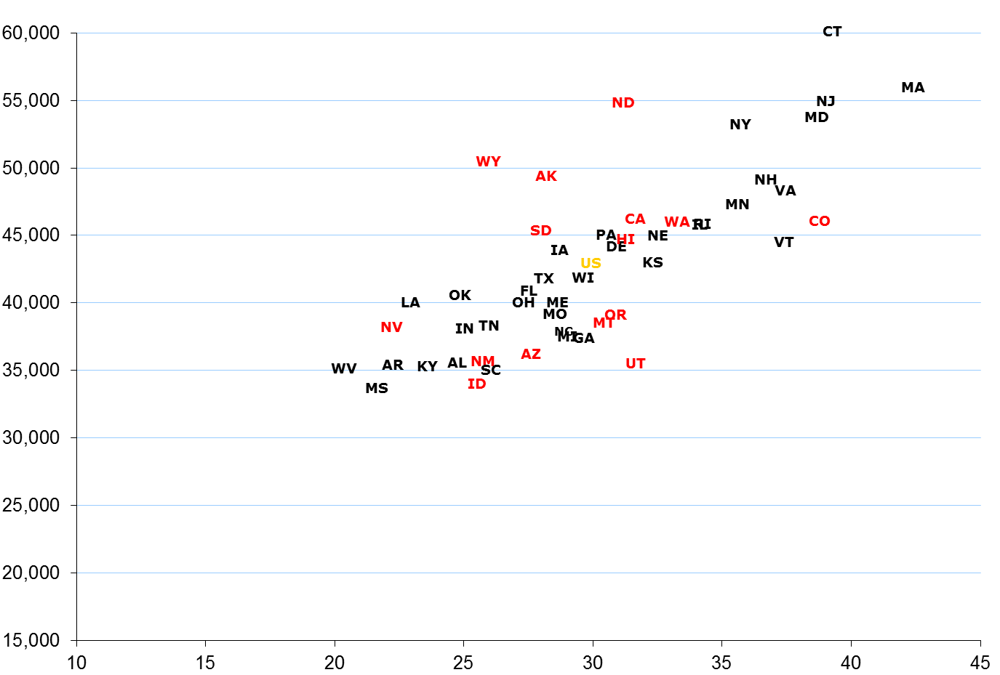 60,000
CT
MA
55,000
ND
NJ
MD
NY
WY
50,000
AK
NH
VA
MN
CA
WA
IL
RI
CO
SD
45,000
PA
HI
NE
VT
DE
IA
US
KS
TX
WI
FL
OK
40,000
LA
OH
ME
MO
OR
NV
IN
TN
MT
NC
MI
GA
AZ
35,000
WV
AR
KY
AL
NM
SC
UT
MS
ID
30,000
25,000
20,000
15,000
10 15 20 25 30 35 40 45